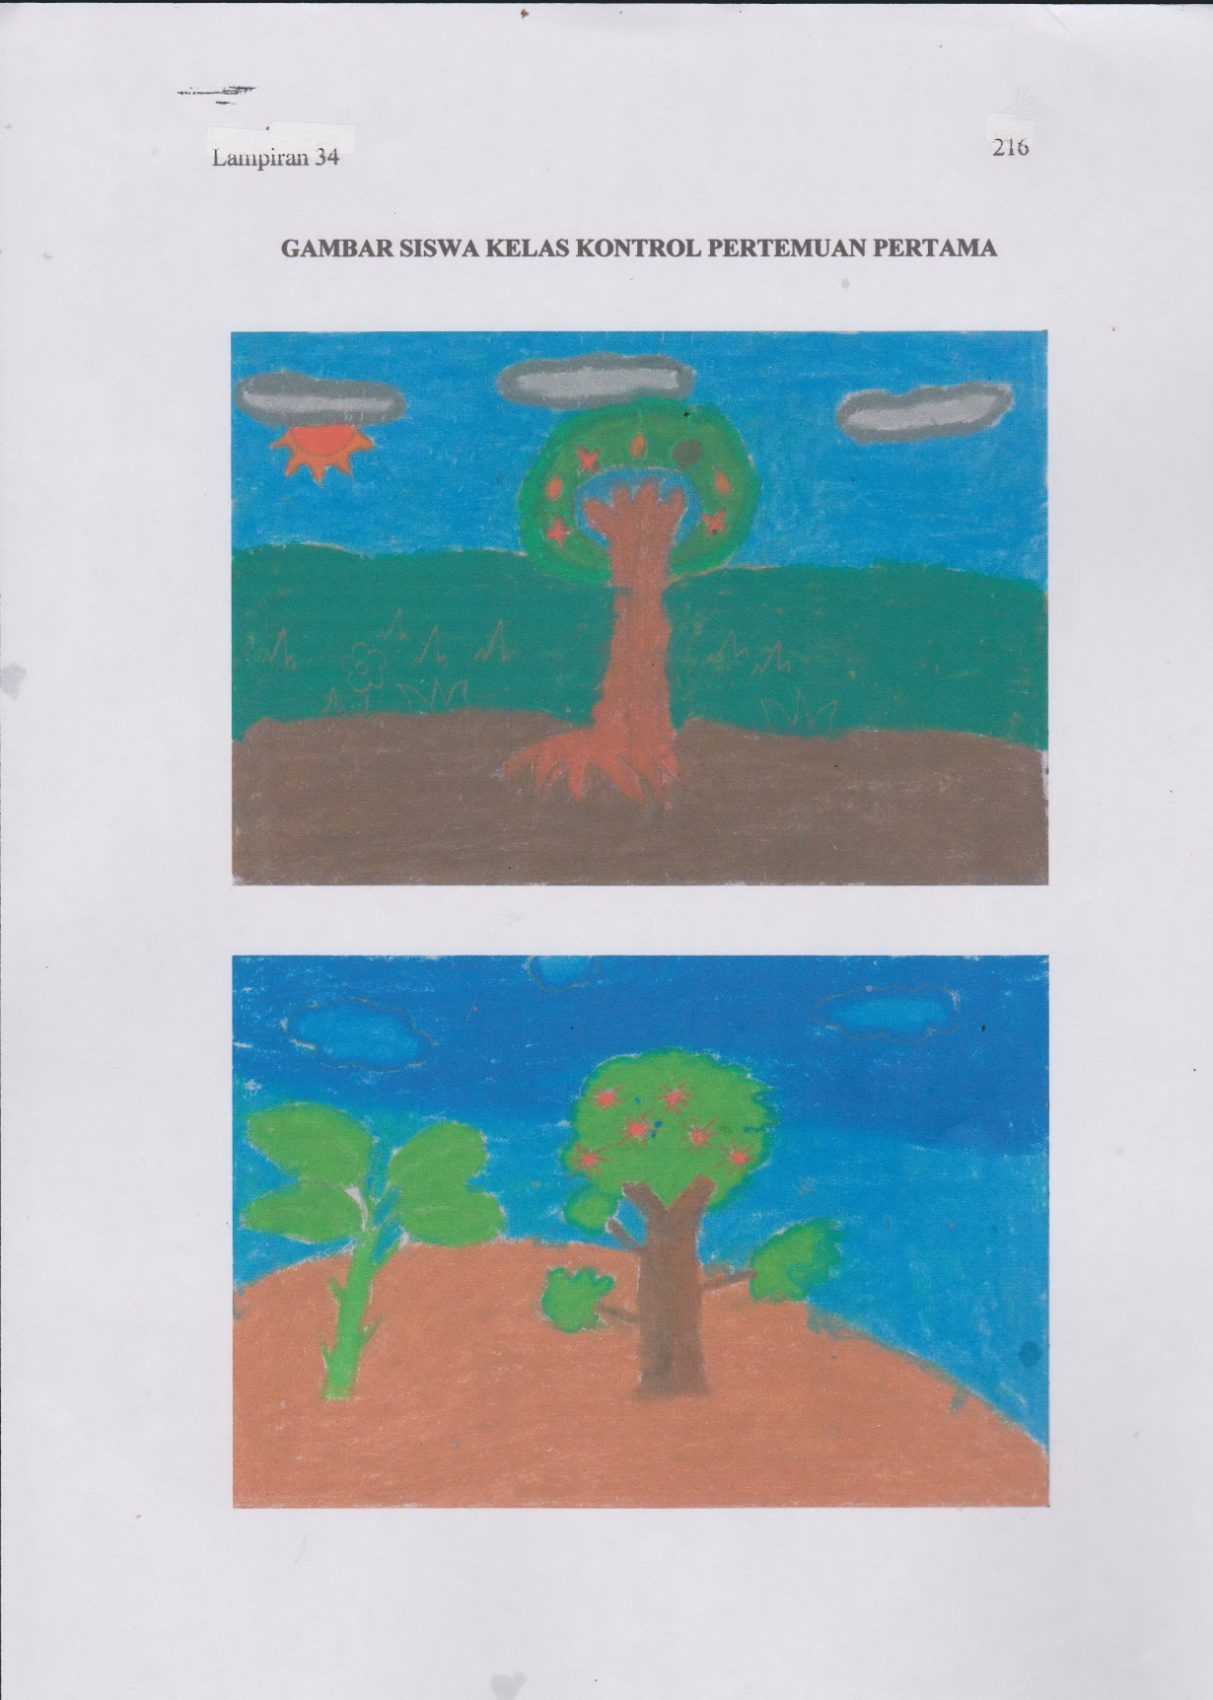 Lampiran 34
216
GAMBAR SISWA KELAS KONTROL PERTEMUAN PERTAMA